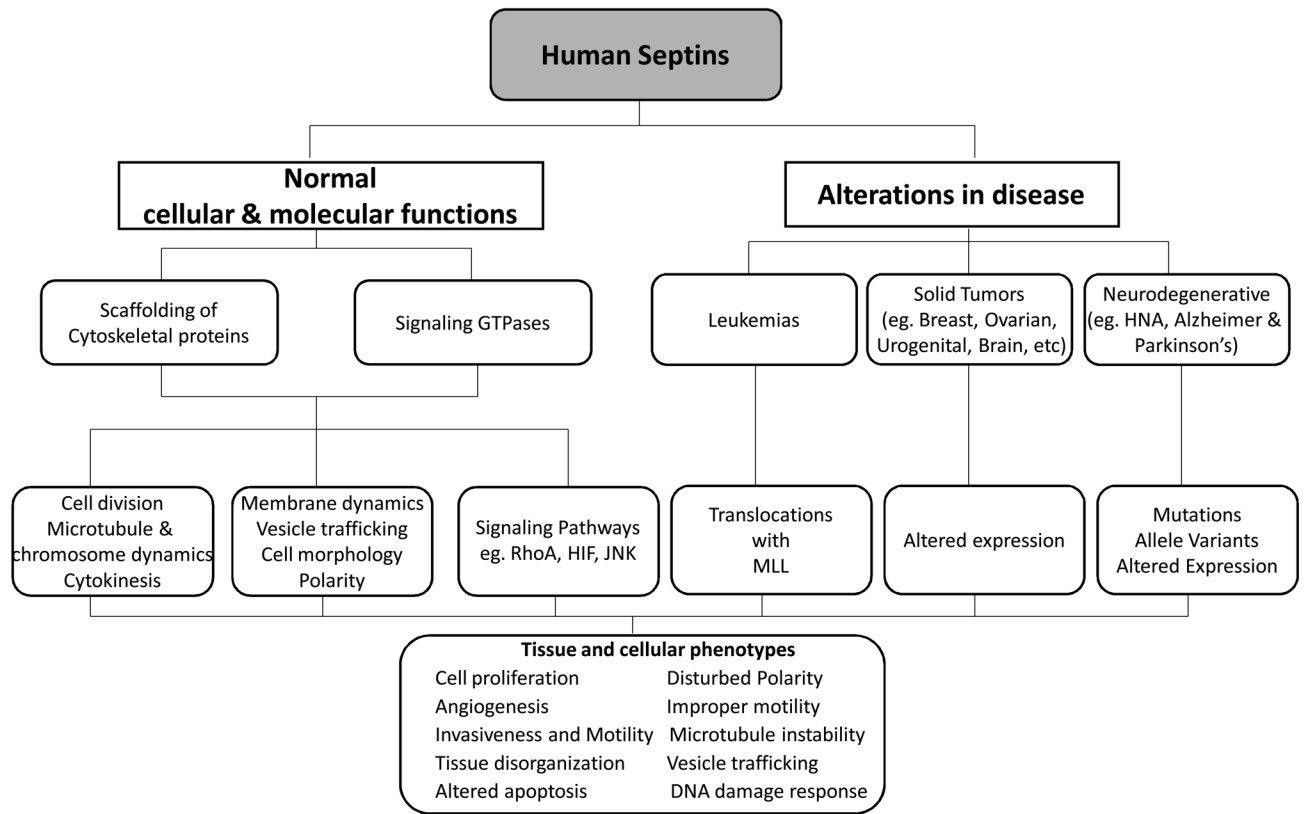 Human Septins
Normal
cellular & molecular functions
Alterations in disease
Scaffolding of
Cytoskeletal proteins
Signaling GTPases
Leukemias
Solid Tumors
(eg. Breast, Ovarian,
Urogenital, Brain, etc)
Neurodegenerative
(eg. HNA, Alzheimer &
Parkinson’s)
Cell division
Microtubule &
chromosome dynamics
Cytokinesis
Membrane dynamics
Vesicle trafficking
Cell morphology
Polarity
Signaling Pathways
eg. RhoA, HIF, JNK
Translocations
with
MLL
Altered expression
Mutations
Allele Variants
Altered Expression
Tissue and cellular phenotypes
Cell proliferation
Angiogenesis
Invasiveness and Motility
Tissue disorganization
Altered apoptosis
Disturbed Polarity
Improper motility
Microtubule instability
Vesicle trafficking
DNA damage response